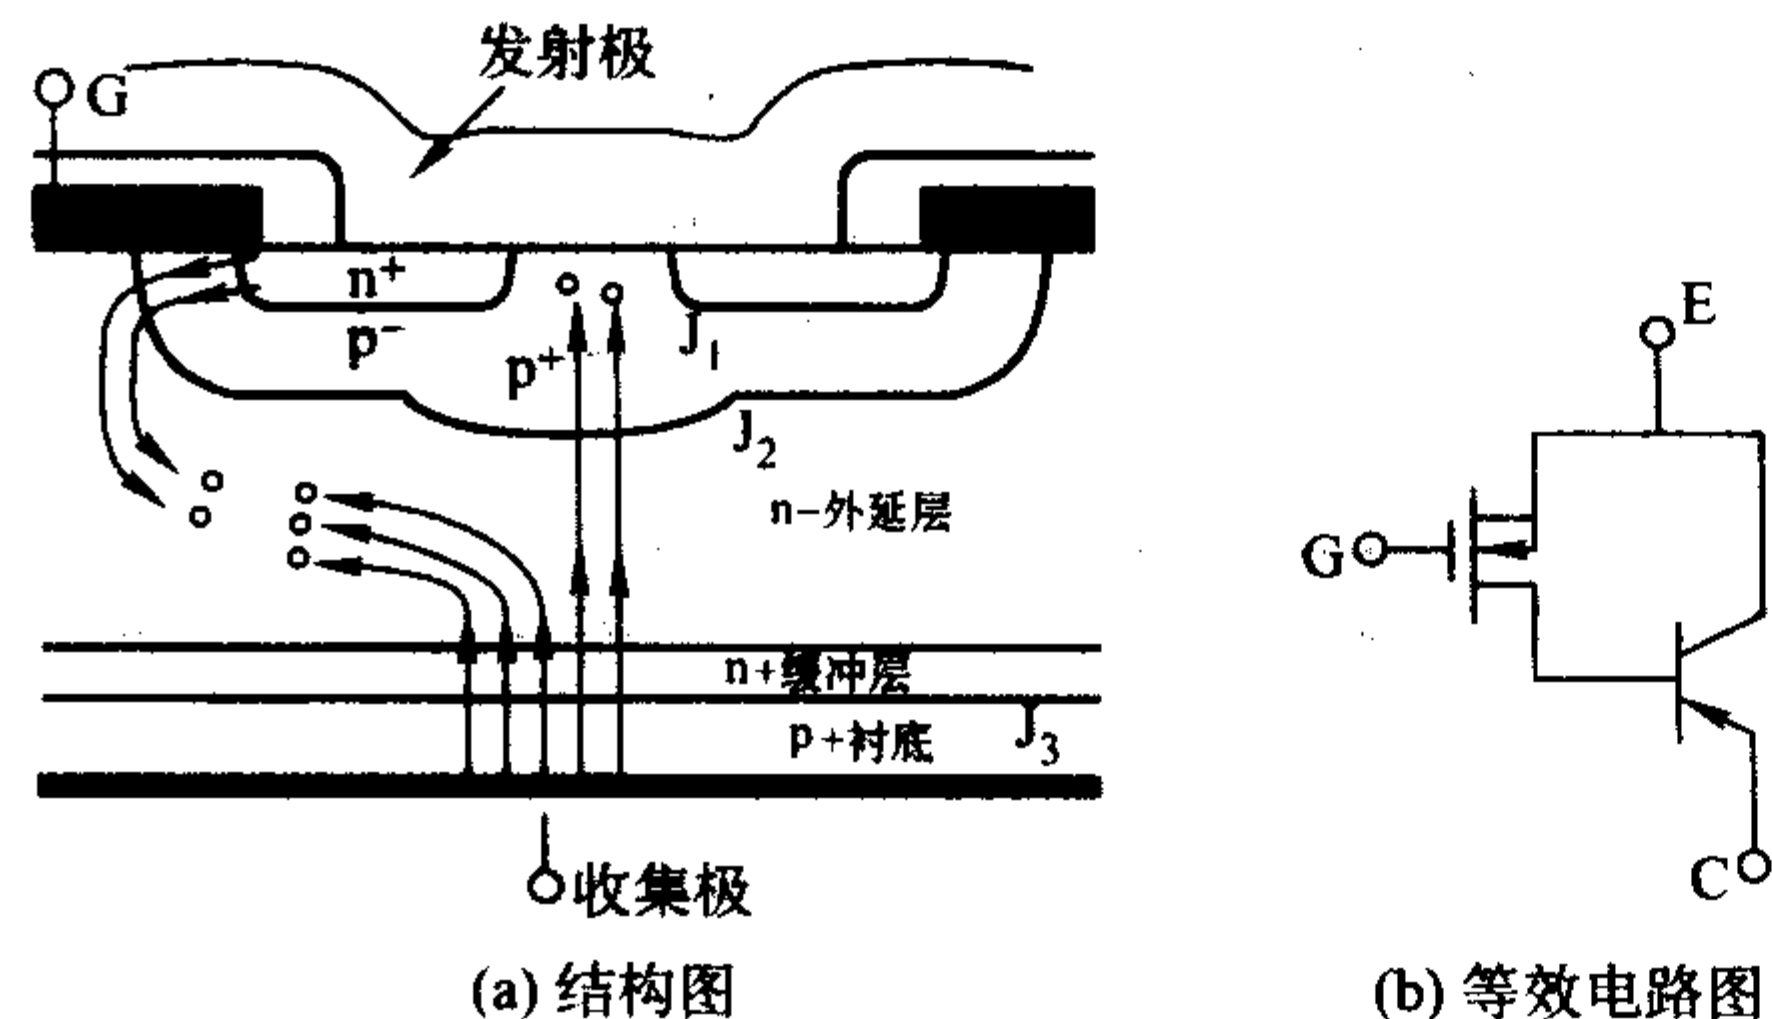 发射极
G
n⁺
p⁻
p⁺
J₁
J₂
n-外延层
n+缓冲层
p+衬底
J₃
收集极
(a) 结构图
E
G
C
(b) 等效电路图